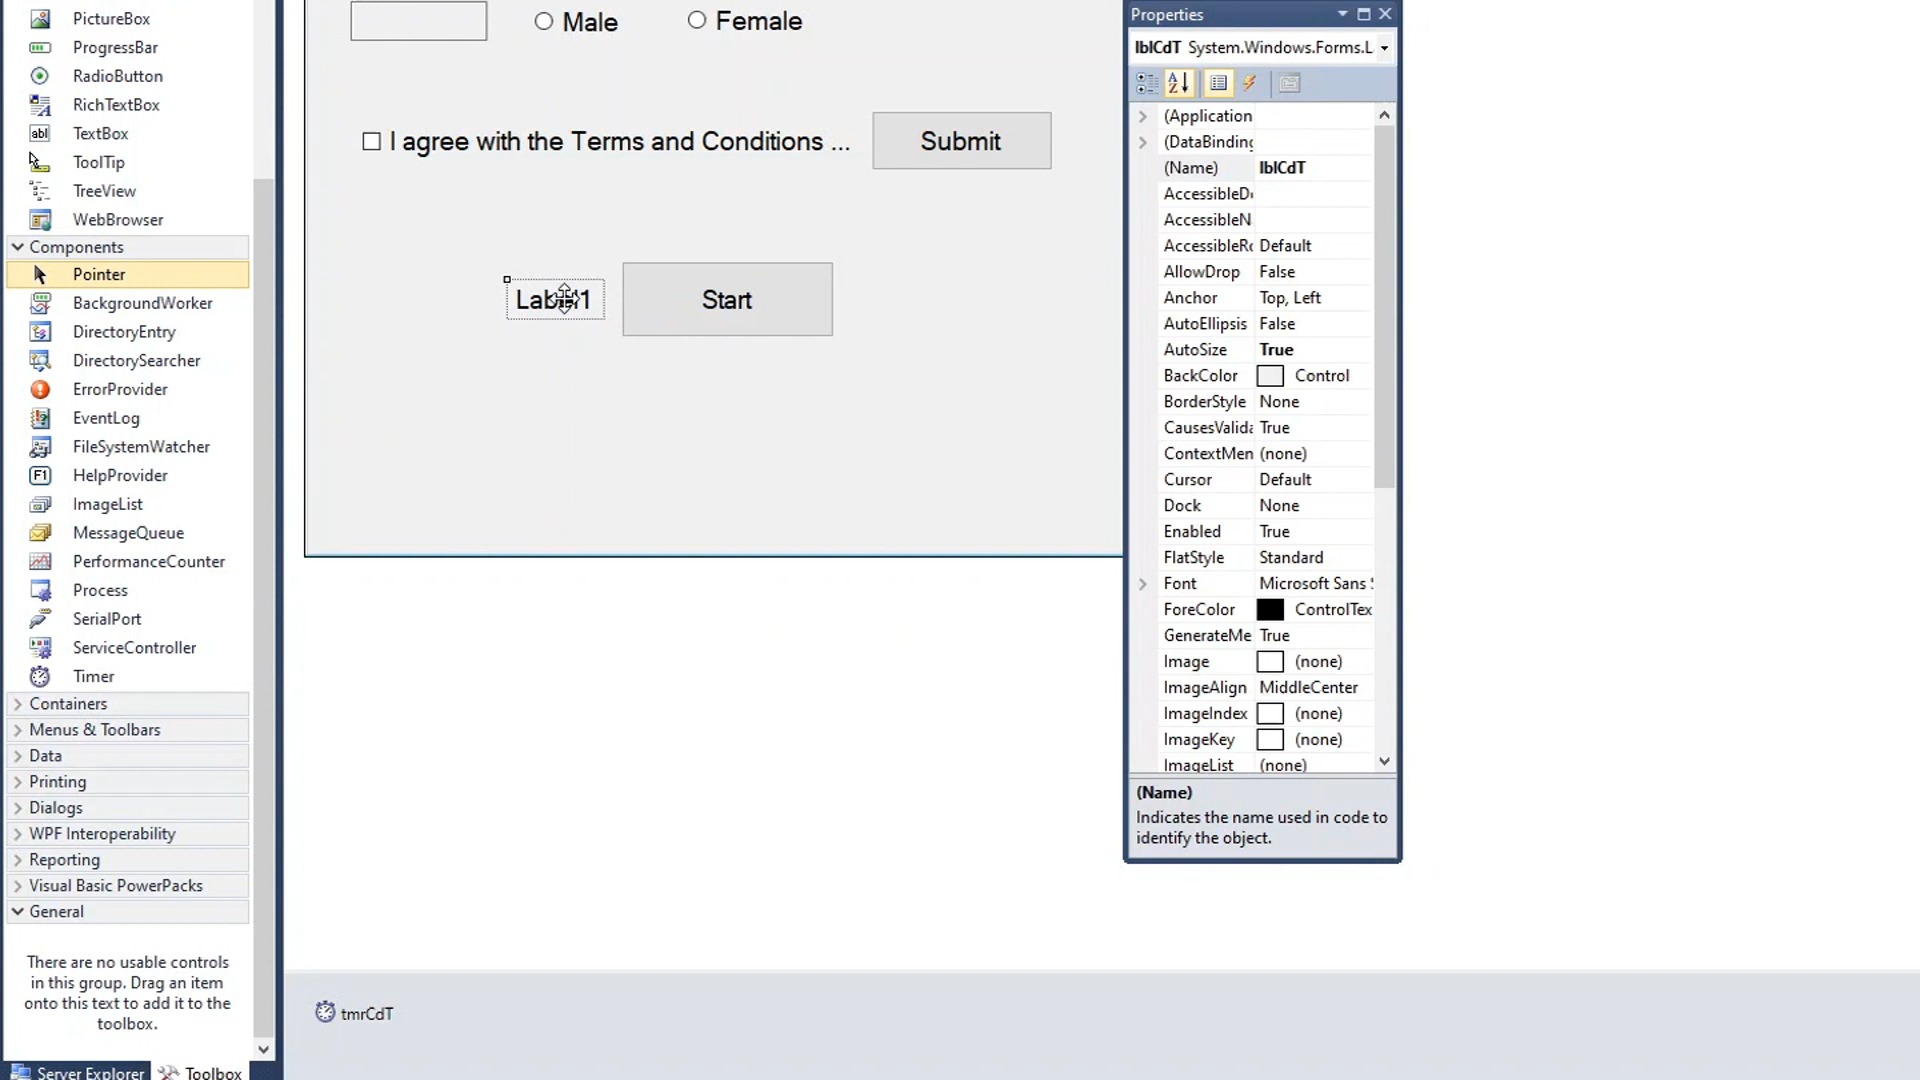 PictureBox
ProgressBar
RadioButton
RichTextBox
abl TextBox
ToolTip
TreeView
WebBrowser
Components
Pointer
BackgroundWorker
DirectoryEntry
DirectorySearcher
ErrorProvider
EventLog
FileSystemWatcher
F1 HelpProvider
ImageList
MessageQueue
PerformanceCounter
Process
SerialPort
ServiceController
Timer
Containers
Menus & Toolbars
Data
Printing
Dialogs
WPF Interoperability
Reporting
Visual Basic PowerPacks
General
There are no usable controls
in this group. Drag an item
onto this text to add it to the
toolbox.
Server Explorer Toolbox
Male Female
I agree with the Terms and Conditions ... Submit
Start
tmrCdT
Properties
lblCdT System.Windows.Forms.L
(Application
(DataBinding
(Name) lblCdT
AccessibleDe
AccessibleN
AccessibleRo Default
AllowDrop False
Anchor Top, Left
AutoEllipsis False
AutoSize True
BackColor Control
BorderStyle None
CausesValida True
ContextMen (none)
Cursor Default
Dock None
Enabled True
FlatStyle Standard
Font Microsoft Sans S
ForeColor ControlTex
GenerateMe True
Image (none)
ImageAlign MiddleCenter
ImageIndex (none)
ImageKey (none)
ImageList (none)
(Name)
Indicates the name used in code to
identify the object.